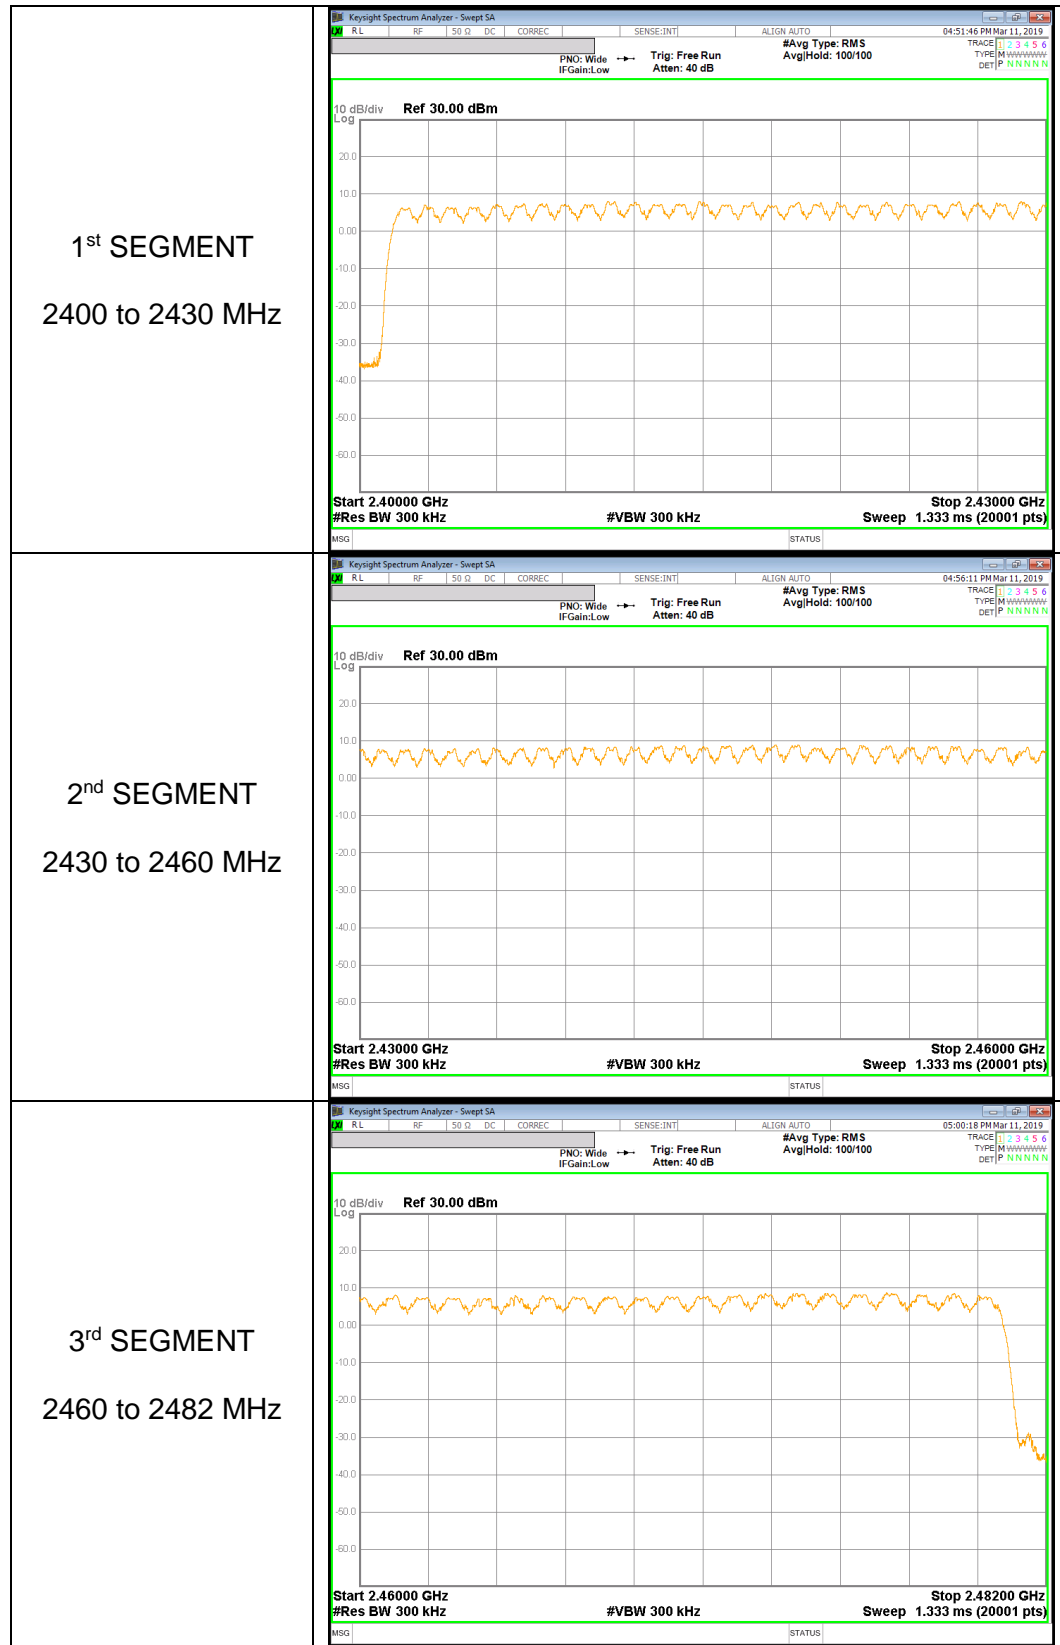 1st SEGMENT
2400 to 2430 MHz
Keysight Spectrum Analyzer - Swept SA
LXI RL RF 50 Ω DC CORREC SENSE:INT ALIGN AUTO 04:51:46 PM Mar 11, 2019
#Avg Type: RMS TRACE 1 2 3 4 5 6
PNO: Wide Trig: Free Run Avg|Hold: 100/100 TYPE M WWWWW
IFGain:Low Atten: 40 dB DET P N N N N N
10 dB/div Ref 30.00 dBm
Log
20.0
10.0
0.00
-10.0
-20.0
-30.0
-40.0
-50.0
-60.0
Start 2.40000 GHz Stop 2.43000 GHz
#Res BW 300 kHz #VBW 300 kHz Sweep 1.333 ms (20001 pts)
MSG STATUS
2nd SEGMENT
2430 to 2460 MHz
Keysight Spectrum Analyzer - Swept SA
LXI RL RF 50 Ω DC CORREC SENSE:INT ALIGN AUTO 04:56:11 PM Mar 11, 2019
#Avg Type: RMS TRACE 1 2 3 4 5 6
PNO: Wide Trig: Free Run Avg|Hold: 100/100 TYPE M WWWWW
IFGain:Low Atten: 40 dB DET P N N N N N
10 dB/div Ref 30.00 dBm
Log
20.0
10.0
0.00
-10.0
-20.0
-30.0
-40.0
-50.0
-60.0
Start 2.43000 GHz Stop 2.46000 GHz
#Res BW 300 kHz #VBW 300 kHz Sweep 1.333 ms (20001 pts)
MSG STATUS
3rd SEGMENT
2460 to 2482 MHz
Keysight Spectrum Analyzer - Swept SA
LXI RL RF 50 Ω DC CORREC SENSE:INT ALIGN AUTO 05:00:18 PM Mar 11, 2019
#Avg Type: RMS TRACE 1 2 3 4 5 6
PNO: Wide Trig: Free Run Avg|Hold: 100/100 TYPE M WWWWW
IFGain:Low Atten: 40 dB DET P N N N N N
10 dB/div Ref 30.00 dBm
Log
20.0
10.0
0.00
-10.0
-20.0
-30.0
-40.0
-50.0
-60.0
Start 2.46000 GHz Stop 2.48200 GHz
#Res BW 300 kHz #VBW 300 kHz Sweep 1.333 ms (20001 pts)
MSG STATUS